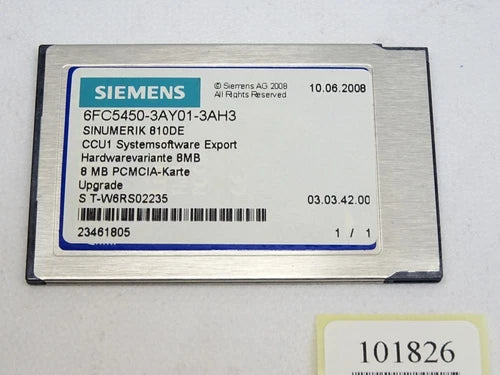 SIEMENS
© Siemens AG 2008
All Rights Reserved
10.06.2008
6FC5450-3AY01-3AH3
SINUMERIK 810DE
CCU1 Systemsoftware Export
Hardwarevariante 8MB
8 MB PCMCIA-Karte
Upgrade
S T-W6RS02235 03.03.42.00
23461805 1 / 1
101826